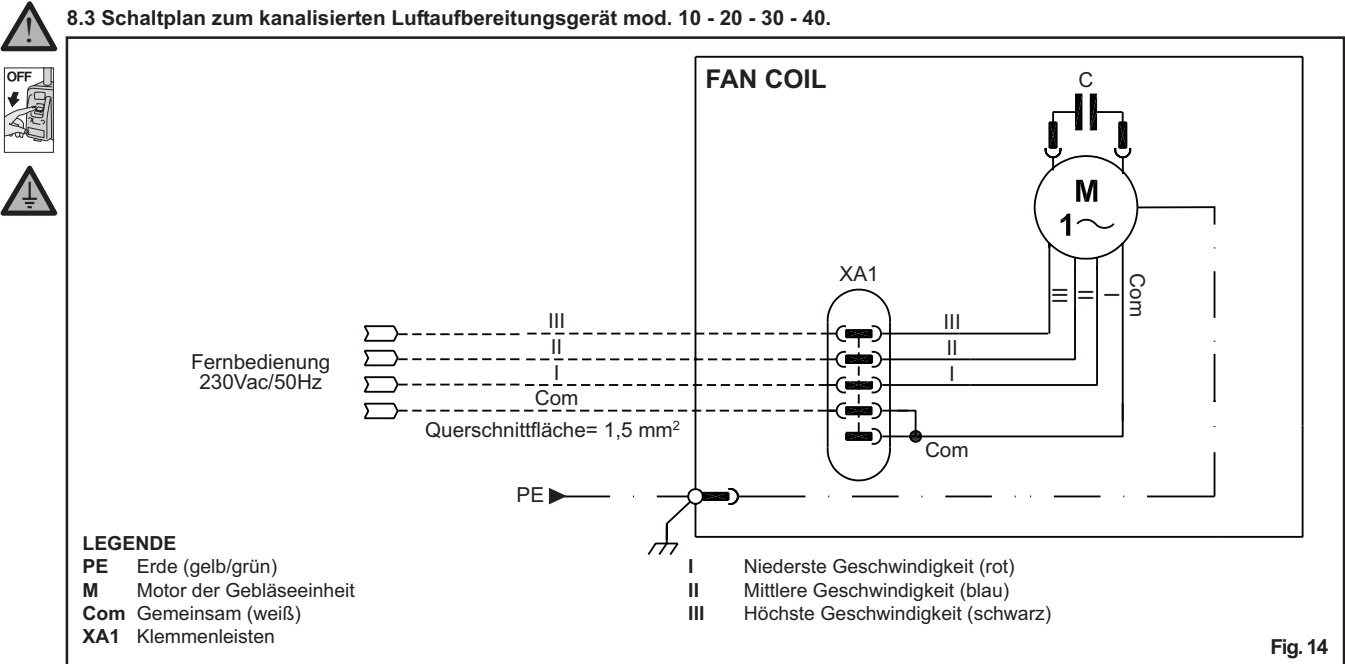 8.3 Schaltplan zum kanalisierten Luftaufbereitungsgerät mod. 10 - 20 - 30 - 40.
OFF
FAN COIL
C
M
1~
III
II
I
Com
XA1
III
II
I
Com
III
II
I
Com
Fernbedienung
230Vac/50Hz
Querschnittfläche= 1,5 mm²
PE
LEGENDE
PE Erde (gelb/grün)
M Motor der Gebläseeinheit
Com Gemeinsam (weiß)
XA1 Klemmenleisten
I Niederste Geschwindigkeit (rot)
II Mittlere Geschwindigkeit (blau)
III Höchste Geschwindigkeit (schwarz)
Fig. 14